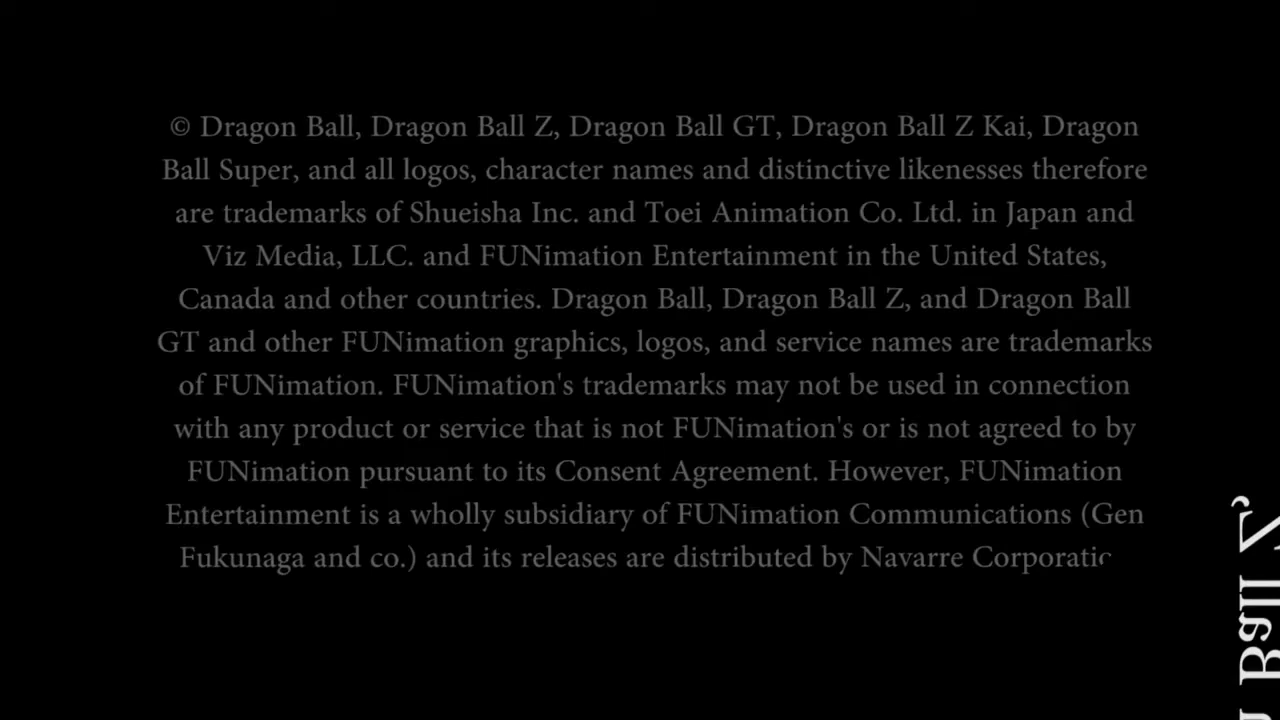 © Dragon Ball, Dragon Ball Z, Dragon Ball GT, Dragon Ball Z Kai, Dragon
Ball Super, and all logos, character names and distinctive likenesses therefore
are trademarks of Shueisha Inc. and Toei Animation Co. Ltd. in Japan and
Viz Media, LLC. and FUNimation Entertainment in the United States,
Canada and other countries. Dragon Ball, Dragon Ball Z, and Dragon Ball
GT and other FUNimation graphics, logos, and service names are trademarks
of FUNimation. FUNimation's trademarks may not be used in connection
with any product or service that is not FUNimation's or is not agreed to by
FUNimation pursuant to its Consent Agreement. However, FUNimation
Entertainment is a wholly subsidiary of FUNimation Communications (Gen
Fukunaga and co.) and its releases are distributed by Navarre Corporatic
Ball